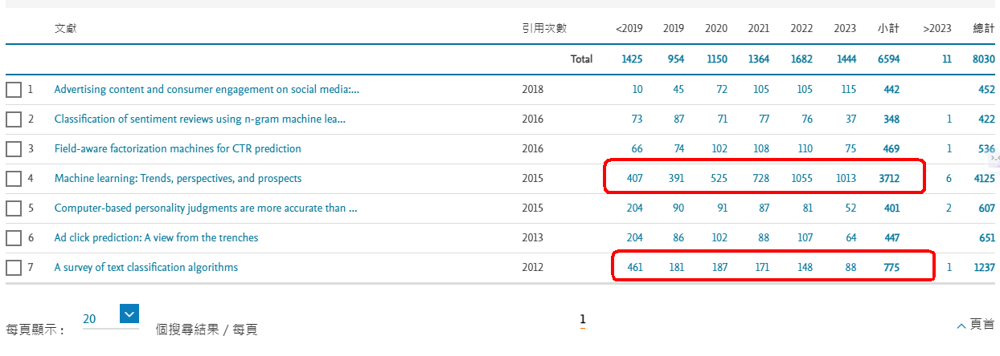 文獻 引用次數 <2019 2019 2020 2021 2022 2023 小計 >2023 總計
Total 1425 954 1150 1364 1682 1444 6594 11 8030
1 Advertising content and consumer engagement on social media:... 2018 10 45 72 105 105 115 442 452
2 Classification of sentiment reviews using n-gram machine lea... 2016 73 87 71 77 76 37 348 1 422
3 Field-aware factorization machines for CTR prediction 2016 66 74 102 108 110 75 469 1 536
4 Machine learning: Trends, perspectives, and prospects 2015 407 391 525 728 1055 1013 3712 6 4125
5 Computer-based personality judgments are more accurate than ... 2015 204 90 91 87 81 52 401 2 607
6 Ad click prediction: A view from the trenches 2013 204 86 102 88 107 64 447 651
7 A survey of text classification algorithms 2012 461 181 187 171 148 88 775 1 1237
每頁顯示： 20 個搜尋結果 / 每頁 1 頁首